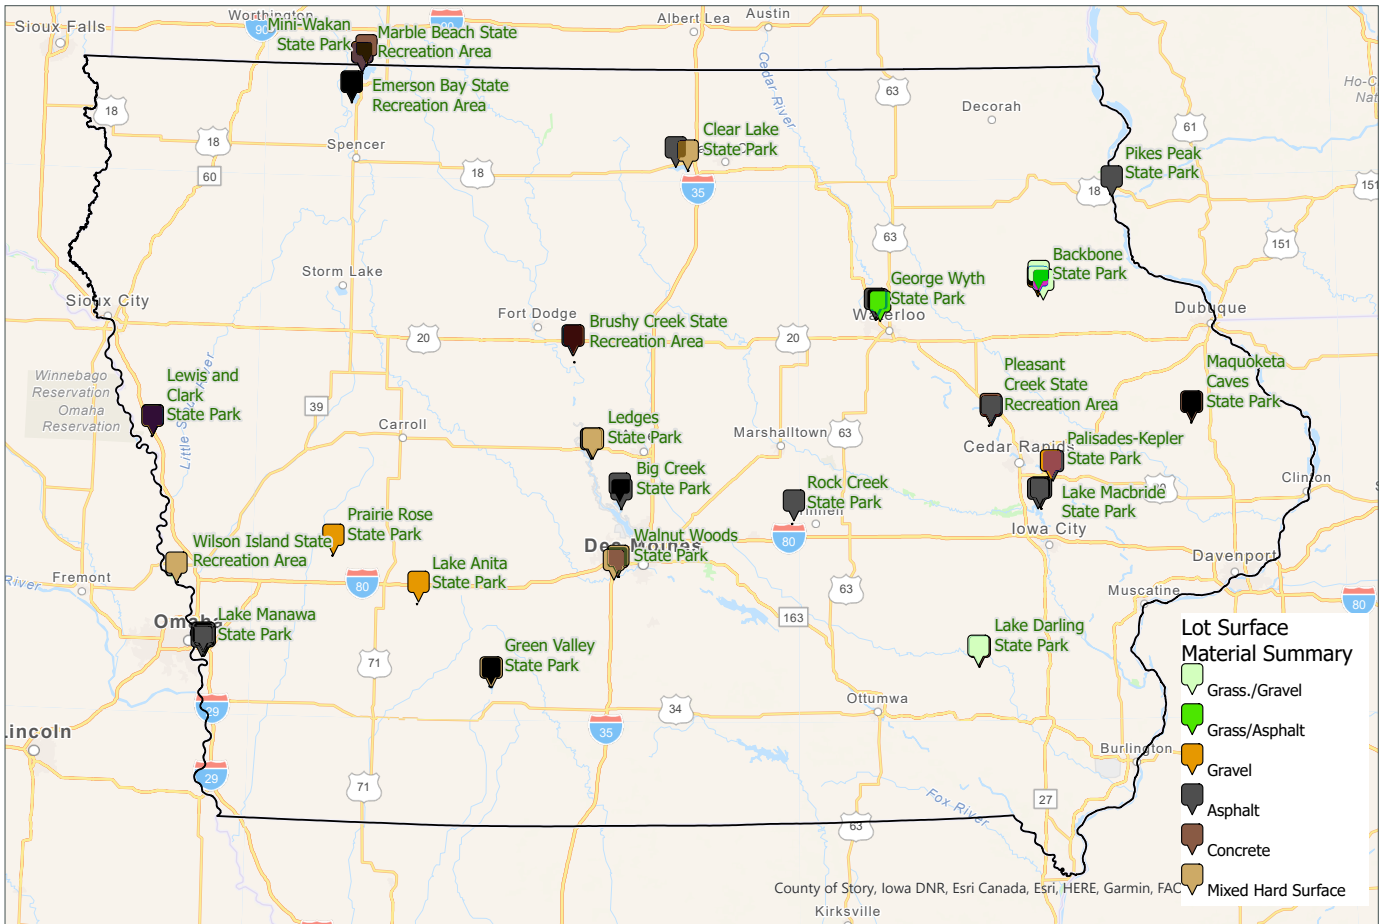 Worthington
Albert Lea
Austin
Sioux Falls
90
90
Mini-Wakan
State Park
Marble Beach State
Recreation Area
Emerson Bay State
Recreation Area
Cedar River
63
Decorah
Ho-C
Nat
18
18
Spencer
61
Clear Lake
State Park
Pikes Peak
State Park
60
18
35
18
151
63
151
Storm Lake
Backbone
State Park
George Wyth
State Park
Sioux City
Fort Dodge
Waterloo
Dubuque
Brushy Creek State
Recreation Area
20
20
Little Sioux River
Winnebago
Reservation
Omaha
Reservation
Lewis and
Clark
State Park
Pleasant
Creek State
Recreation Area
Maquoketa
Caves
State Park
39
Carroll
Ledges
State Park
Marshalltown
63
Cedar Rapids
Palisades-Kepler
State Park
Big Creek
State Park
Rock Creek
State Park
Lake Macbride
State Park
Clinton
Prairie Rose
State Park
Iowa City
Wilson Island State
Recreation Area
Des Moines
Walnut Woods
State Park
80
Davenport
River
Fremont
80
Lake Anita
State Park
63
Muscatine
80
Omaha
Lake Manawa
State Park
163
Lake Darling
State Park
Green Valley
State Park
71
Lot Surface
Material Summary
Grass./Gravel
Grass/Asphalt
Gravel
Asphalt
Concrete
Mixed Hard Surface
29
34
Ottumwa
35
Lincoln
Burlington
29
71
27
Fox River
63
County of Story, Iowa DNR, Esri Canada, Esri, HERE, Garmin, FAO
Kirksville